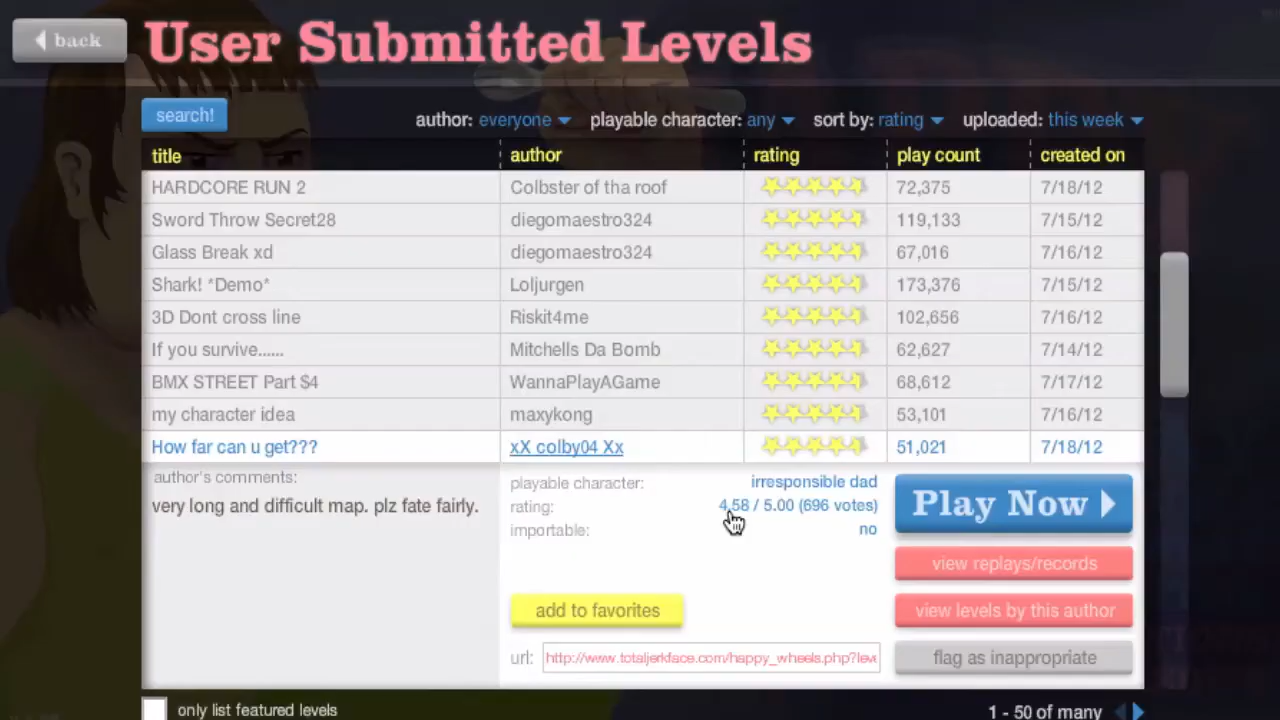 back
User Submitted Levels
search!
author: everyone playable character: any sort by: rating uploaded: this week
title author rating play count created on
HARDCORE RUN 2 Colbster of tha roof 72,375 7/18/12
Sword Throw Secret28 diegomaestro324 119,133 7/15/12
Glass Break xd diegomaestro324 67,016 7/16/12
Shark! *Demo* Loljurgen 173,376 7/15/12
3D Dont cross line Riskit4me 102,656 7/16/12
If you survive...... Mitchells Da Bomb 62,627 7/14/12
BMX STREET Part $4 WannaPlayAGame 68,612 7/17/12
my character idea maxykong 53,101 7/16/12
How far can u get??? xX colby04 Xx 51,021 7/18/12
author's comments:
very long and difficult map. plz fate fairly.
playable character: irresponsible dad
rating: 4.58 / 5.00 (696 votes)
importable: no
add to favorites
url: http://www.totaljerkface.com/happy_wheels.php?leve
Play Now
view replays/records
view levels by this author
flag as inappropriate
only list featured levels
1 - 50 of many